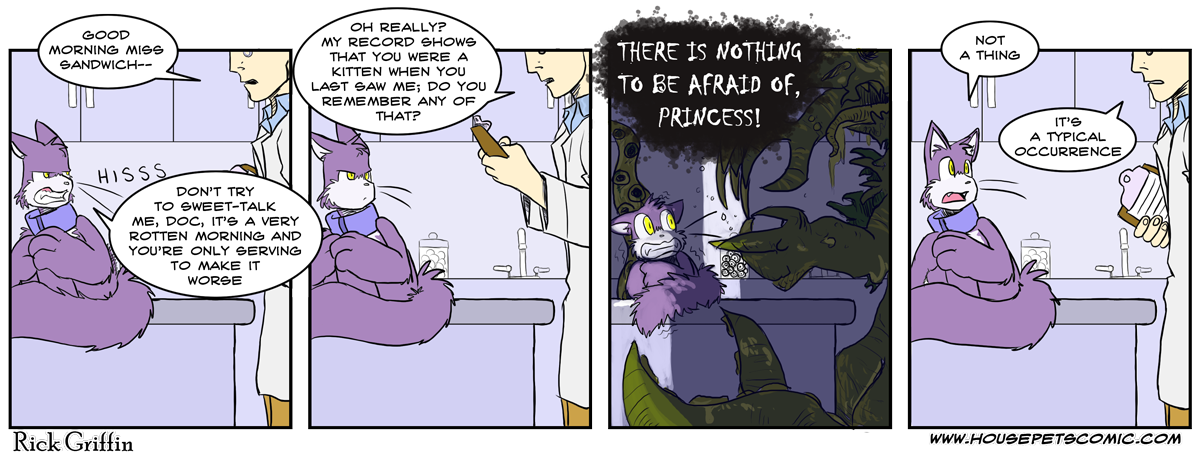 GOOD
MORNING MISS
SANDWICH--
HISSS
DON'T TRY
TO SWEET-TALK
ME, DOC, IT'S A VERY
ROTTEN MORNING AND
YOU'RE ONLY SERVING
TO MAKE IT
WORSE
OH REALLY?
MY RECORD SHOWS
THAT YOU WERE A
KITTEN WHEN YOU
LAST SAW ME; DO YOU
REMEMBER ANY OF
THAT?
THERE IS NOTHING
TO BE AFRAID OF,
PRINCESS!
NOT
A THING
IT'S
A TYPICAL
OCCURRENCE
Rick Griffin
WWW.HOUSEPETSCOMIC.COM